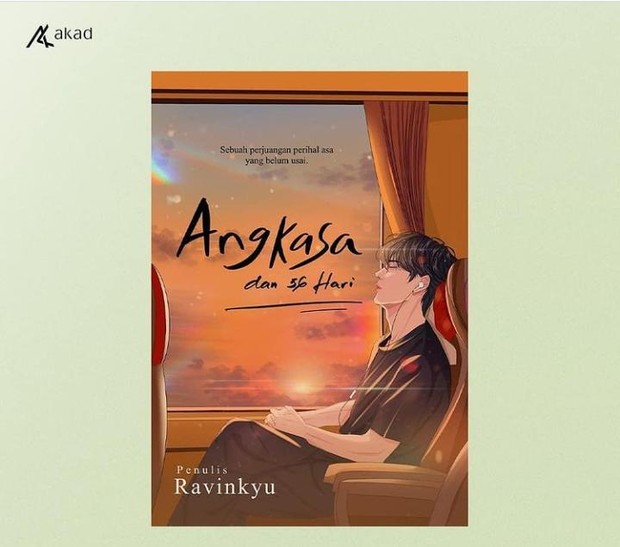 akad
Sebuah perjuangan perihal asa
yang belum usai.
Angkasa
dan 56 Hari
Penulis
Ravinkyu